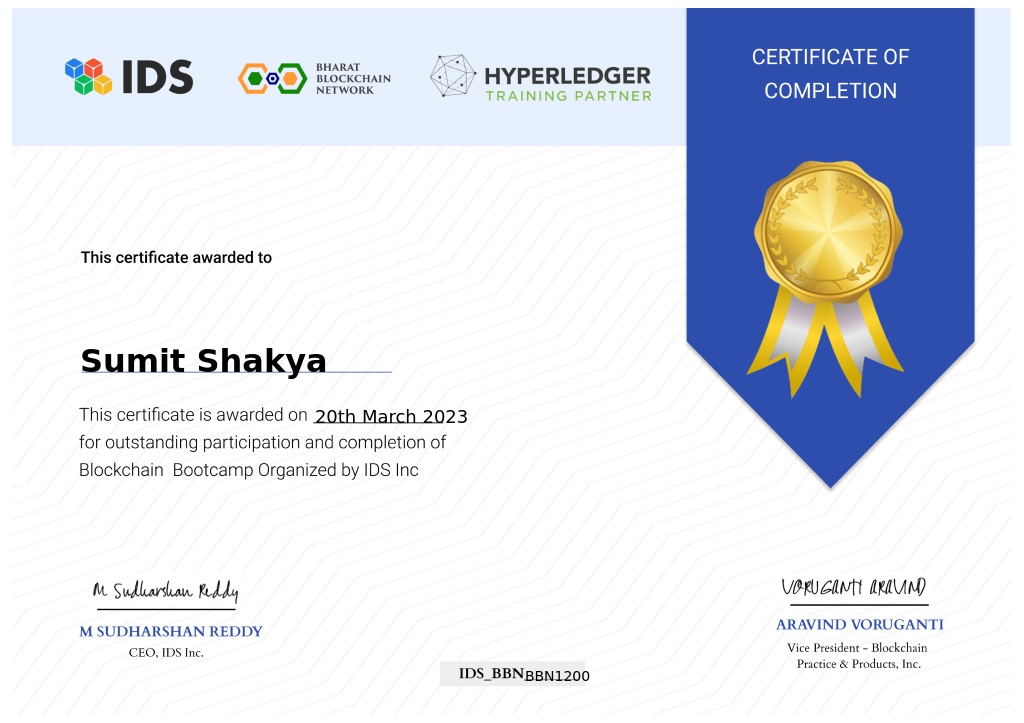 IDS
BHARAT
BLOCKCHAIN
NETWORK
HYPERLEDGER
TRAINING PARTNER
CERTIFICATE OF
COMPLETION
This certificate awarded to
Sumit Shakya
This certificate is awarded on 20th March 2023
for outstanding participation and completion of
Blockchain Bootcamp Organized by IDS Inc
M Sudharshan Reddy
M SUDHARSHAN REDDY
CEO, IDS Inc.
VORUGANTI ARAVIND
ARAVIND VORUGANTI
Vice President - Blockchain
Practice & Products, Inc.
IDS_BBNBBN1200